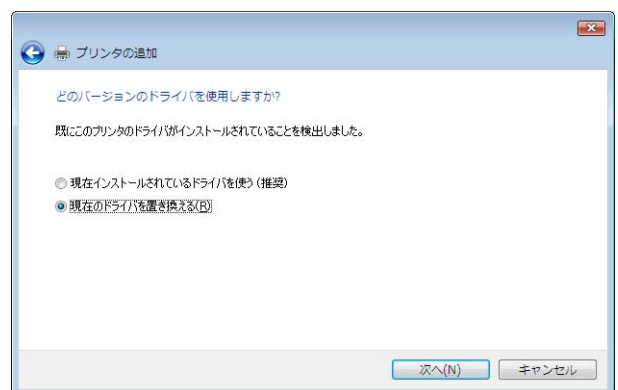 プリンタの追加
どのバージョンのドライバを使用しますか?
既にこのプリンタのドライバがインストールされていることを検出しました。
現在インストールされているドライバを使う (推奨)
現在のドライバを置き換える(R)
次へ(N) キャンセル